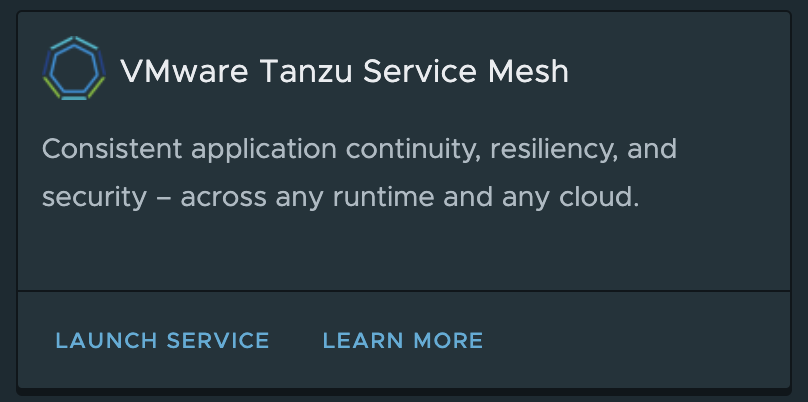 VMware Tanzu Service Mesh
Consistent application continuity, resiliency, and
security – across any runtime and any cloud.
LAUNCH SERVICE
LEARN MORE